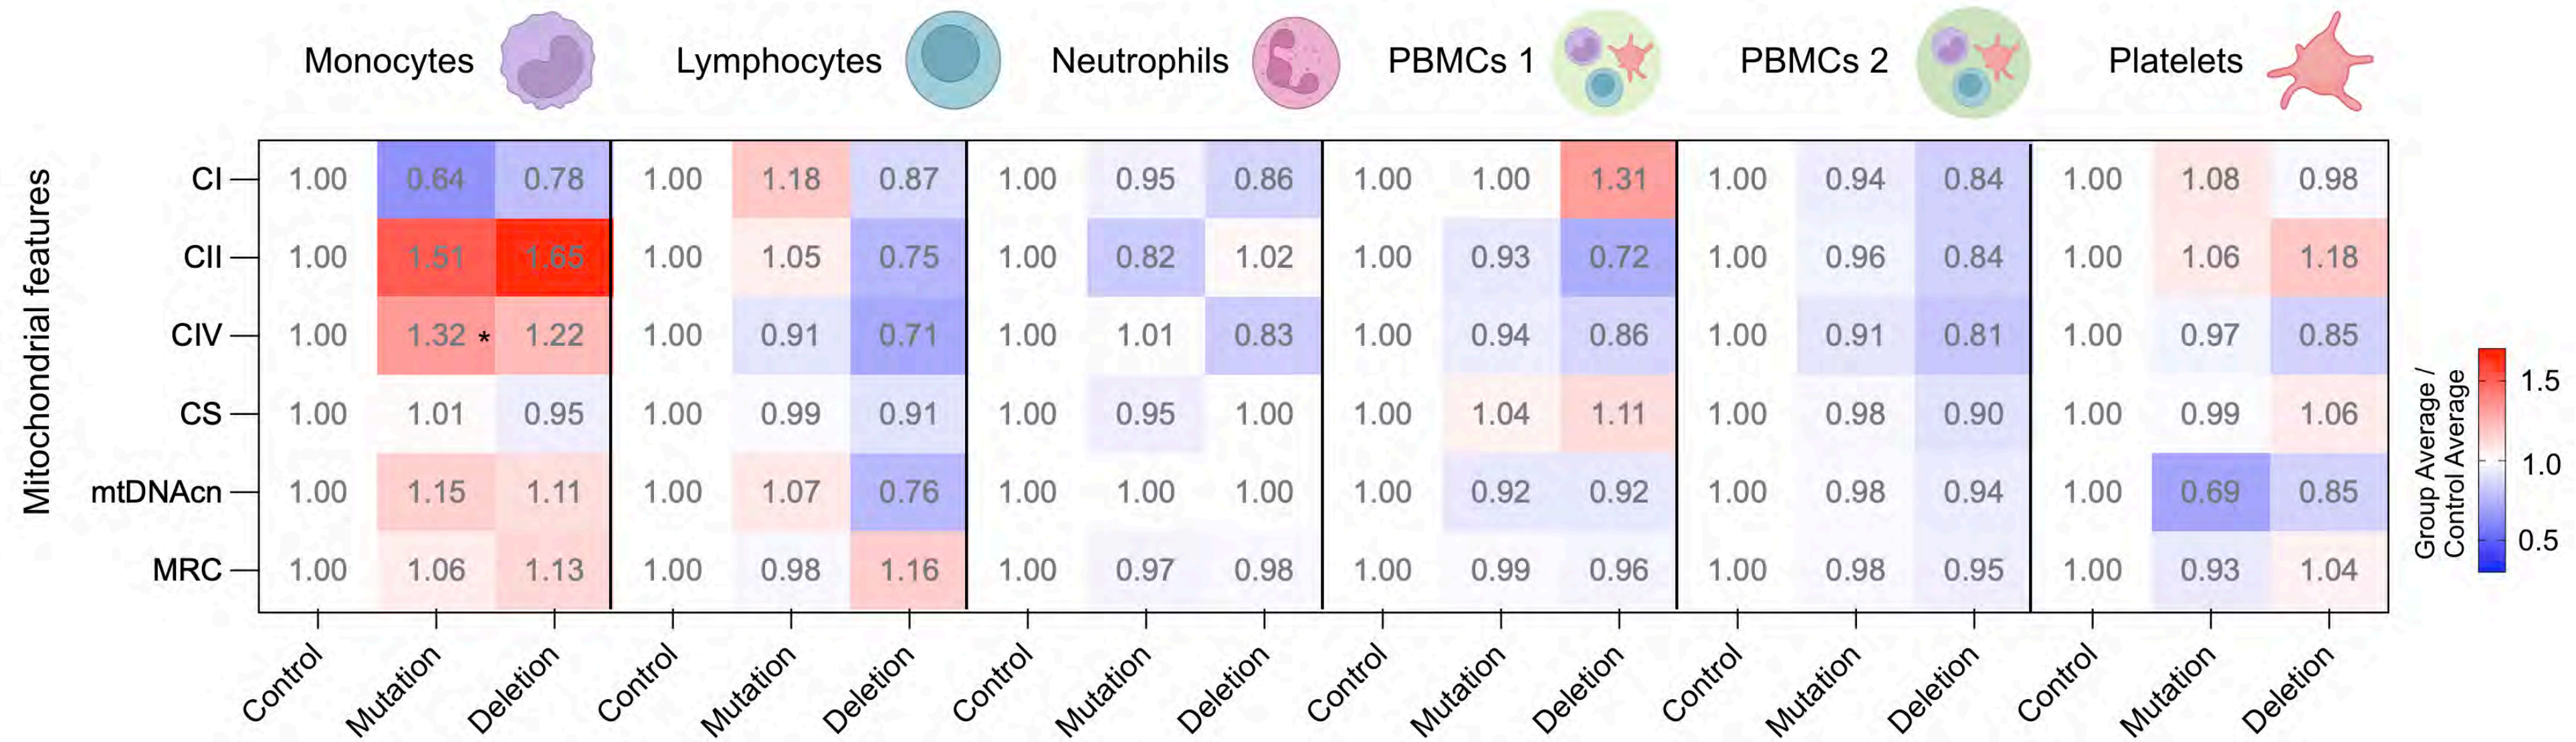 Monocytes Lymphocytes Neutrophils PBMCs 1 PBMCs 2 Platelets
Mitochondrial features
CI 1.00 0.64 0.78 1.00 1.18 0.87 1.00 0.95 0.86 1.00 1.00 1.31 1.00 0.94 0.84 1.00 1.08 0.98
CII 1.00 1.51 1.65 1.00 1.05 0.75 1.00 0.82 1.02 1.00 0.93 0.72 1.00 0.96 0.84 1.00 1.06 1.18
CIV 1.00 1.32 * 1.22 1.00 0.91 0.71 1.00 1.01 0.83 1.00 0.94 0.86 1.00 0.91 0.81 1.00 0.97 0.85
CS 1.00 1.01 0.95 1.00 0.99 0.91 1.00 0.95 1.00 1.00 1.04 1.11 1.00 0.98 0.90 1.00 0.99 1.06
mtDNAcn 1.00 1.15 1.11 1.00 1.07 0.76 1.00 1.00 1.00 1.00 0.92 0.92 1.00 0.98 0.94 1.00 0.69 0.85
MRC 1.00 1.06 1.13 1.00 0.98 1.16 1.00 0.97 0.98 1.00 0.99 0.96 1.00 0.98 0.95 1.00 0.93 1.04
Control Mutation Deletion Control Mutation Deletion Control Mutation Deletion Control Mutation Deletion Control Mutation Deletion Control Mutation Deletion
Group Average /
Control Average
1.5
1.0
0.5